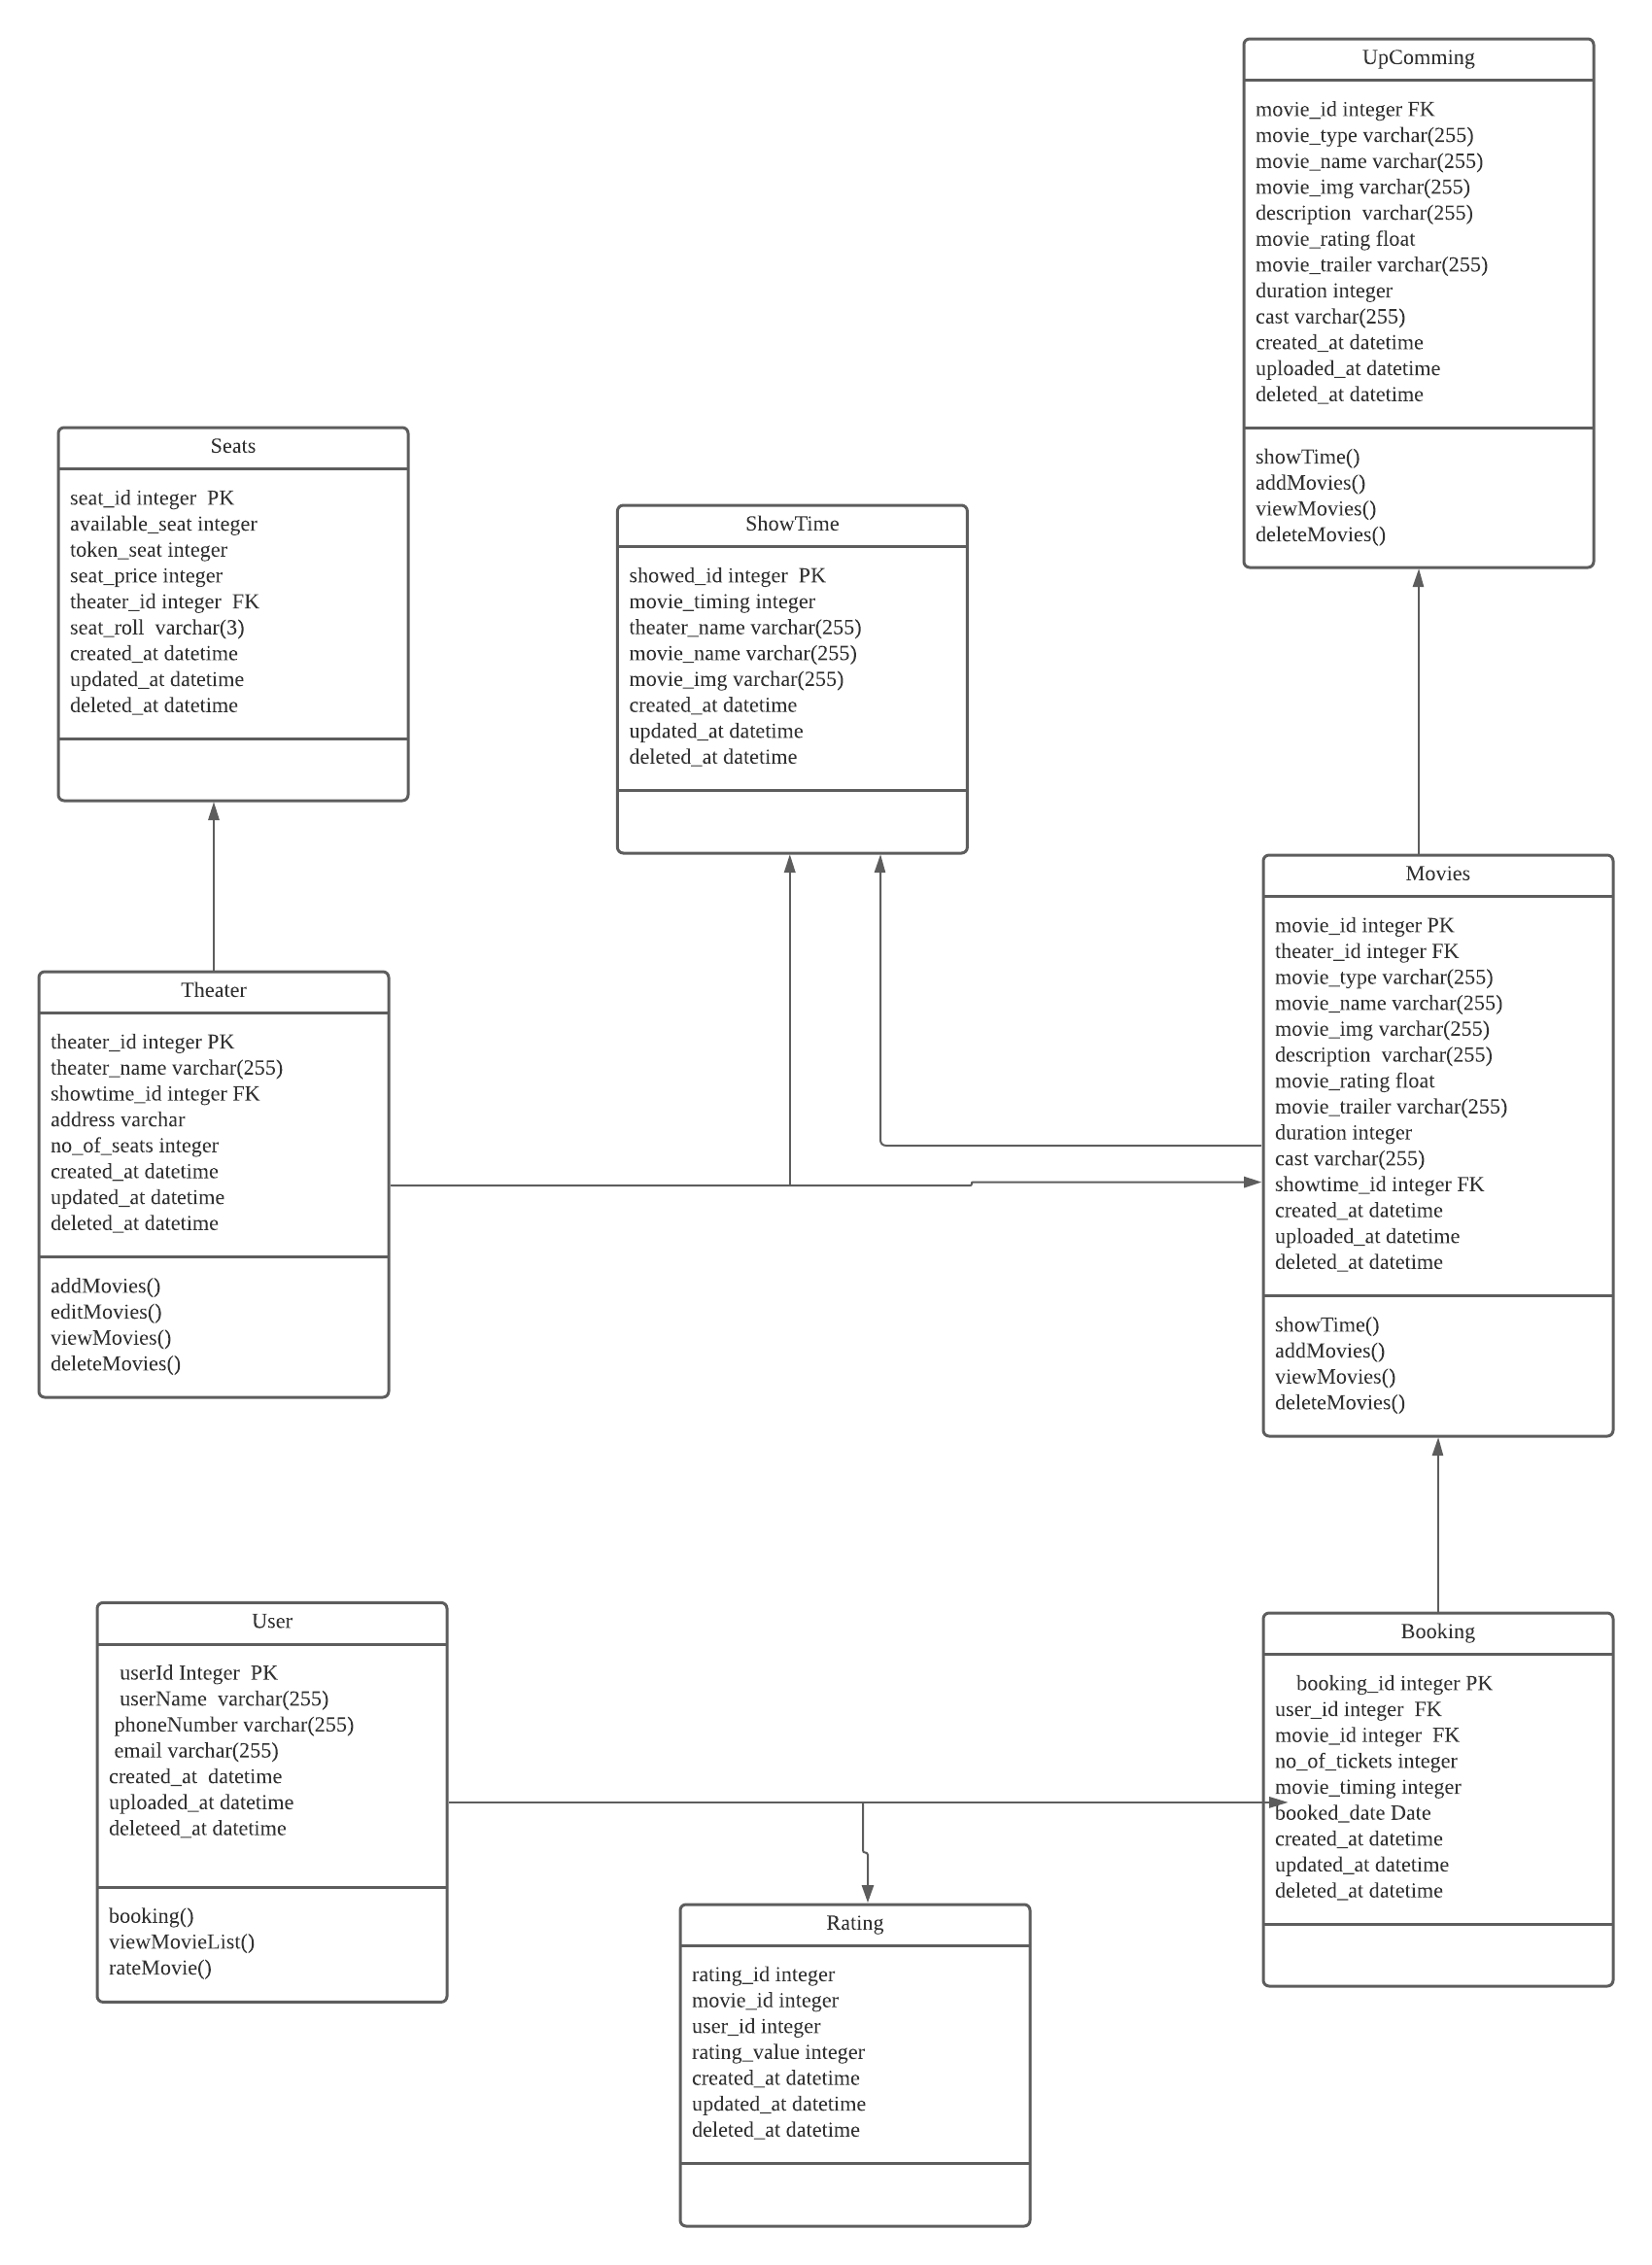 UpComming
movie_id integer FK
movie_type varchar(255)
movie_name varchar(255)
movie_img varchar(255)
description  varchar(255)
movie_rating float
movie_trailer varchar(255)
duration integer
cast varchar(255)
created_at datetime
uploaded_at datetime
deleted_at datetime
showTime()
addMovies()
viewMovies()
deleteMovies()
Seats
seat_id integer  PK
available_seat integer
token_seat integer
seat_price integer
theater_id integer  FK
seat_roll  varchar(3)
created_at datetime
updated_at datetime
deleted_at datetime
ShowTime
showed_id integer  PK
movie_timing integer
theater_name varchar(255)
movie_name varchar(255)
movie_img varchar(255)
created_at datetime
updated_at datetime
deleted_at datetime
Movies
movie_id integer PK
theater_id integer FK
movie_type varchar(255)
movie_name varchar(255)
movie_img varchar(255)
description  varchar(255)
movie_rating float
movie_trailer varchar(255)
duration integer
cast varchar(255)
showtime_id integer FK
created_at datetime
uploaded_at datetime
deleted_at datetime
showTime()
addMovies()
viewMovies()
deleteMovies()
Theater
theater_id integer PK
theater_name varchar(255)
showtime_id integer FK
address varchar
no_of_seats integer
created_at datetime
updated_at datetime
deleted_at datetime
addMovies()
editMovies()
viewMovies()
deleteMovies()
User
userId Integer  PK
userName  varchar(255)
phoneNumber varchar(255)
email varchar(255)
created_at  datetime
uploaded_at datetime
deleteed_at datetime
booking()
viewMovieList()
rateMovie()
Booking
booking_id integer PK
user_id integer  FK
movie_id integer  FK
no_of_tickets integer
movie_timing integer
booked_date Date
created_at datetime
updated_at datetime
deleted_at datetime
Rating
rating_id integer
movie_id integer
user_id integer
rating_value integer
created_at datetime
updated_at datetime
deleted_at datetime